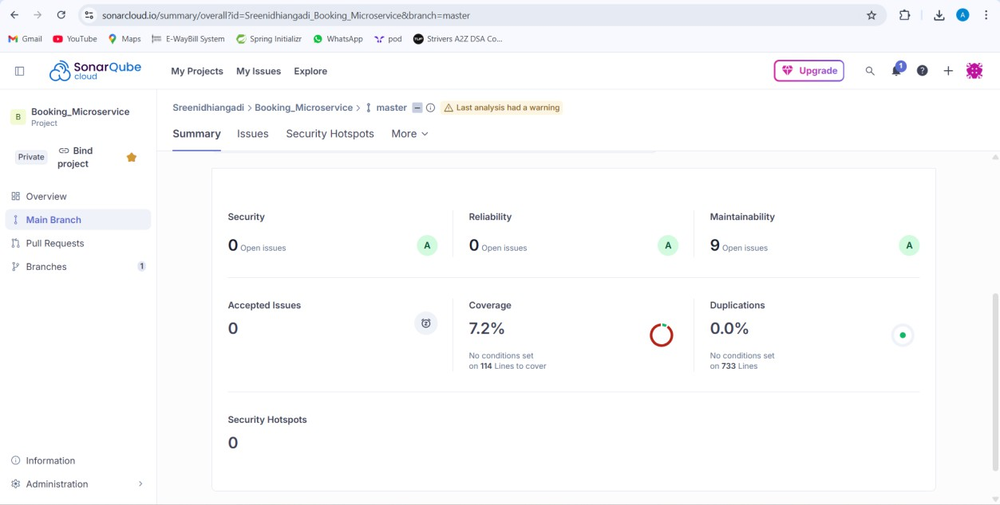 sonarcloud.io/summary/overall?id=Sreenidhiangadi_Booking_Microservice&branch=master
A
Gmail YouTube Maps E-WayBill System Spring Initializr WhatsApp pod Strivers A2Z DSA Co...
SonarQube
cloud
My Projects My Issues Explore
Upgrade
1
?
B
Booking_Microservice
Project
Private
Bind
project
Overview
Main Branch
Pull Requests
Branches 1
Information
Administration
Sreenidhiangadi > Booking_Microservice > master Last analysis had a warning
Summary Issues Security Hotspots More
Security
0 Open issues A
Reliability
0 Open issues A
Maintainability
9 Open issues A
Accepted Issues
0
Coverage
7.2%
No conditions set
on 114 Lines to cover
Duplications
0.0%
No conditions set
on 733 Lines
Security Hotspots
0